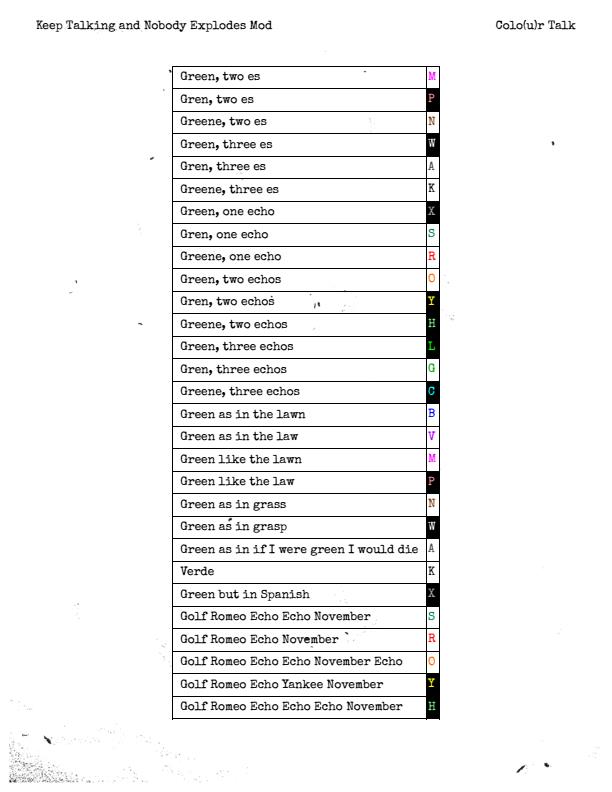 Keep Talking and Nobody Explodes Mod Colo(u)r Talk
Green, two es M
Gren, two es P
Greene, two es N
Green, three es W
Gren, three es A
Greene, three es K
Green, one echo X
Gren, one echo S
Greene, one echo R
Green, two echos O
Gren, two echos Y
Greene, two echos H
Green, three echos L
Gren, three echos G
Greene, three echos C
Green as in the lawn B
Green as in the law V
Green like the lawn M
Green like the law P
Green as in grass N
Green as in grasp W
Green as in if I were green I would die A
Verde K
Green but in Spanish X
Golf Romeo Echo Echo November S
Golf Romeo Echo November R
Golf Romeo Echo Echo November Echo O
Golf Romeo Echo Yankee November Y
Golf Romeo Echo Echo Echo November H